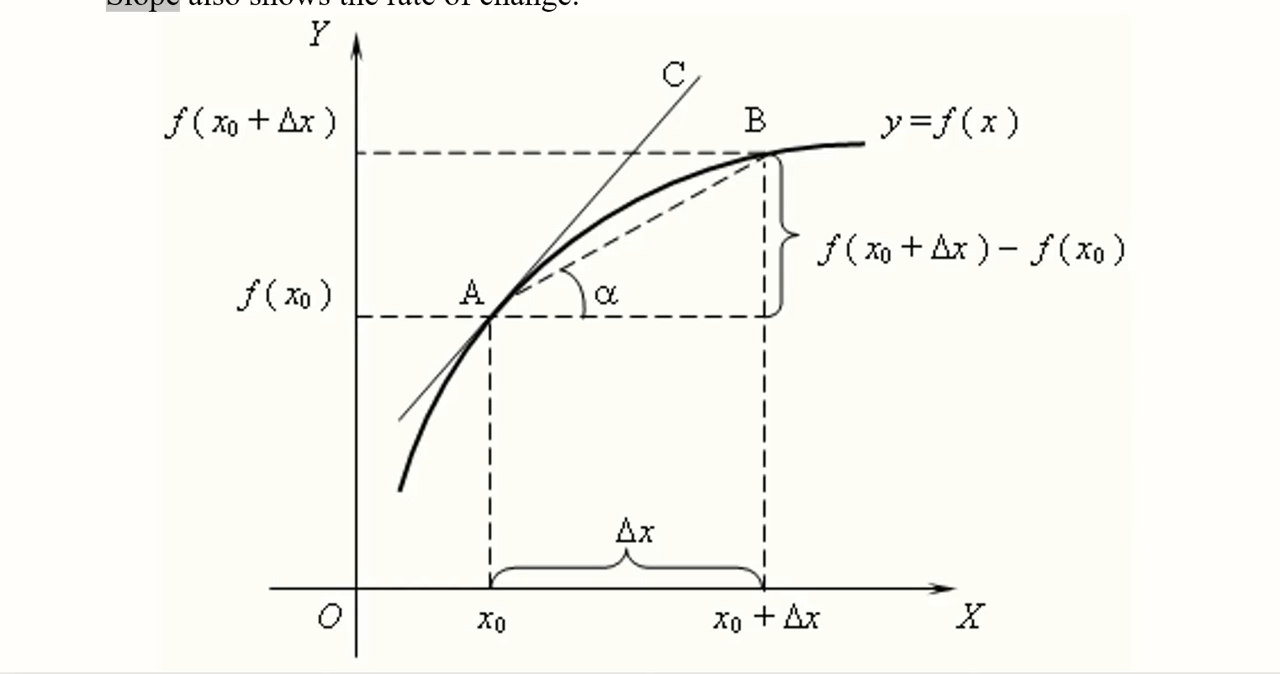 Slope also shows the rate of change.
Y
C
f(x₀ + Δx)
B
y=f(x)
f(x₀ + Δx) − f(x₀)
f(x₀)
A
α
Δx
O
x₀
x₀ + Δx
X